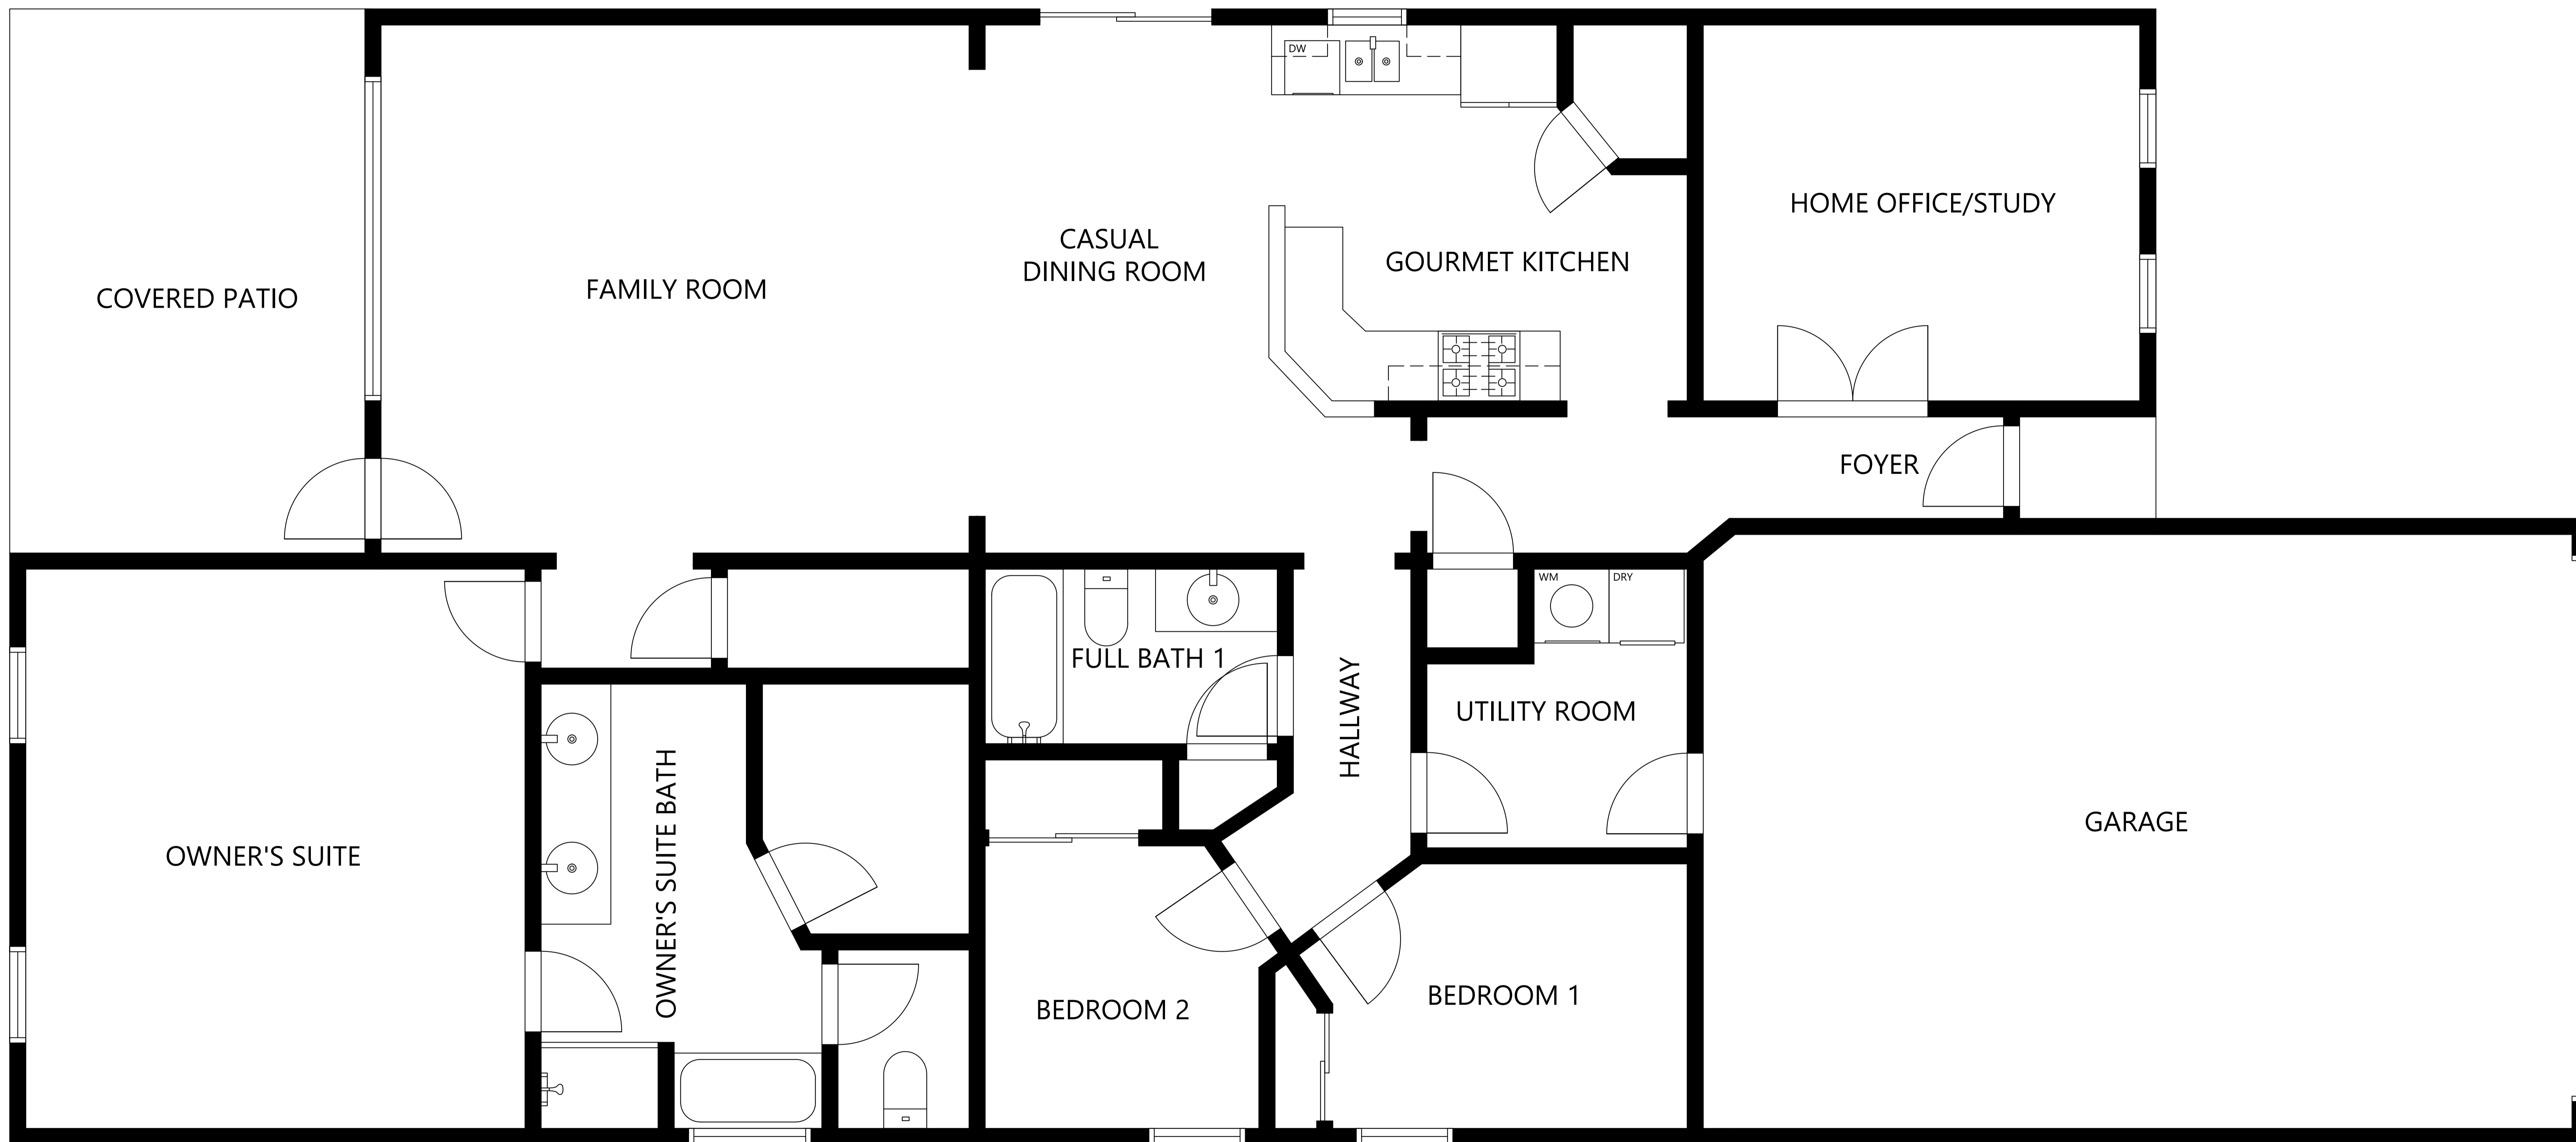 DW
HOME OFFICE/STUDY
CASUAL
DINING ROOM
GOURMET KITCHEN
FAMILY ROOM
COVERED PATIO
FOYER
WM
DRY
FULL BATH 1
HALLWAY
UTILITY ROOM
GARAGE
OWNER'S SUITE
OWNER'S SUITE BATH
BEDROOM 2
BEDROOM 1